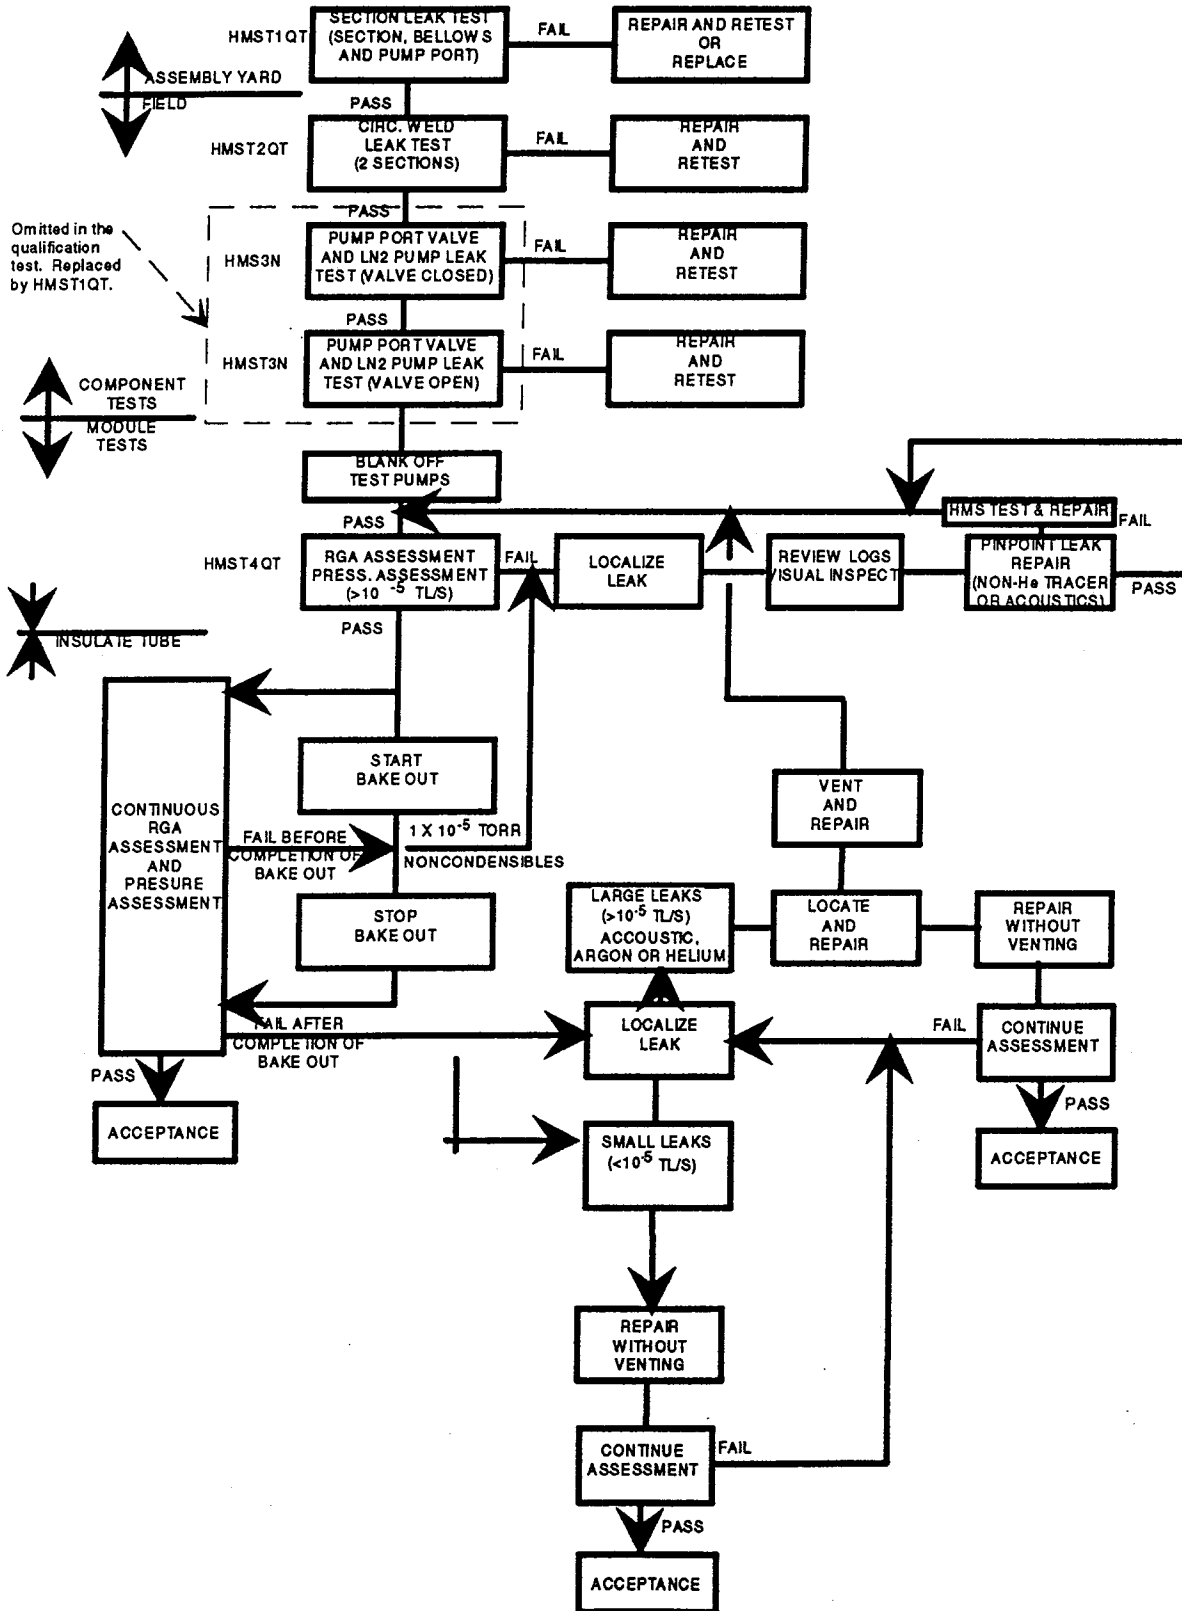 HMST1QT
SECTION LEAK TEST
(SECTION, BELLOWS
AND PUMP PORT)
FAIL
REPAIR AND RETEST
OR
REPLACE
ASSEMBLY YARD
FIELD
PASS
HMST2QT
CIRC. WELD
LEAK TEST
(2 SECTIONS)
FAIL
REPAIR
AND
RETEST
PASS
Omitted in the
qualification
test. Replaced
by HMST1QT.
HMS3N
PUMP PORT VALVE
AND LN2 PUMP LEAK
TEST (VALVE CLOSED)
FAIL
REPAIR
AND
RETEST
PASS
HMST3N
PUMP PORT VALVE
AND LN2 PUMP LEAK
TEST (VALVE OPEN)
FAIL
REPAIR
AND
RETEST
COMPONENT
TESTS
MODULE
TESTS
BLANK OFF
TEST PUMPS
PASS
HMS TEST & REPAIR
FAIL
HMST4QT
RGA ASSESSMENT
PRESS. ASSESSMENT
(>10⁻⁵ TL/S)
FAIL
LOCALIZE
LEAK
REVIEW LOGS
VISUAL INSPECT
PINPOINT LEAK
REPAIR
(NON-He TRACER
OR ACOUSTICS)
PASS
PASS
INSULATE TUBE
START
BAKE OUT
CONTINUOUS
RGA
ASSESSMENT
AND
PRESURE
ASSESSMENT
FAIL BEFORE
COMPLETION OF
BAKE OUT
1 X 10⁻⁵ TORR
NONCONDENSIBLES
VENT
AND
REPAIR
STOP
BAKE OUT
LARGE LEAKS
(>10⁻⁵ TL/S)
ACCOUSTIC,
ARGON OR HELIUM
LOCATE
AND
REPAIR
REPAIR
WITHOUT
VENTING
FAIL AFTER
COMPLETION OF
BAKE OUT
LOCALIZE
LEAK
FAIL
CONTINUE
ASSESSMENT
PASS
PASS
ACCEPTANCE
SMALL LEAKS
(<10⁻⁵ TL/S)
ACCEPTANCE
REPAIR
WITHOUT
VENTING
CONTINUE
ASSESSMENT
FAIL
PASS
ACCEPTANCE